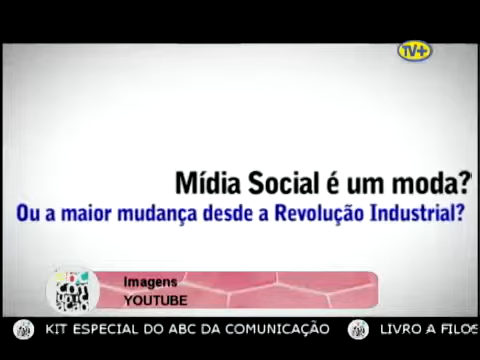 TV+
Mídia Social é um moda?
Ou a maior mudança desde a Revolução Industrial?
Imagens
YOUTUBE
KIT ESPECIAL DO ABC DA COMUNICAÇÃO
LIVRO A FILOS